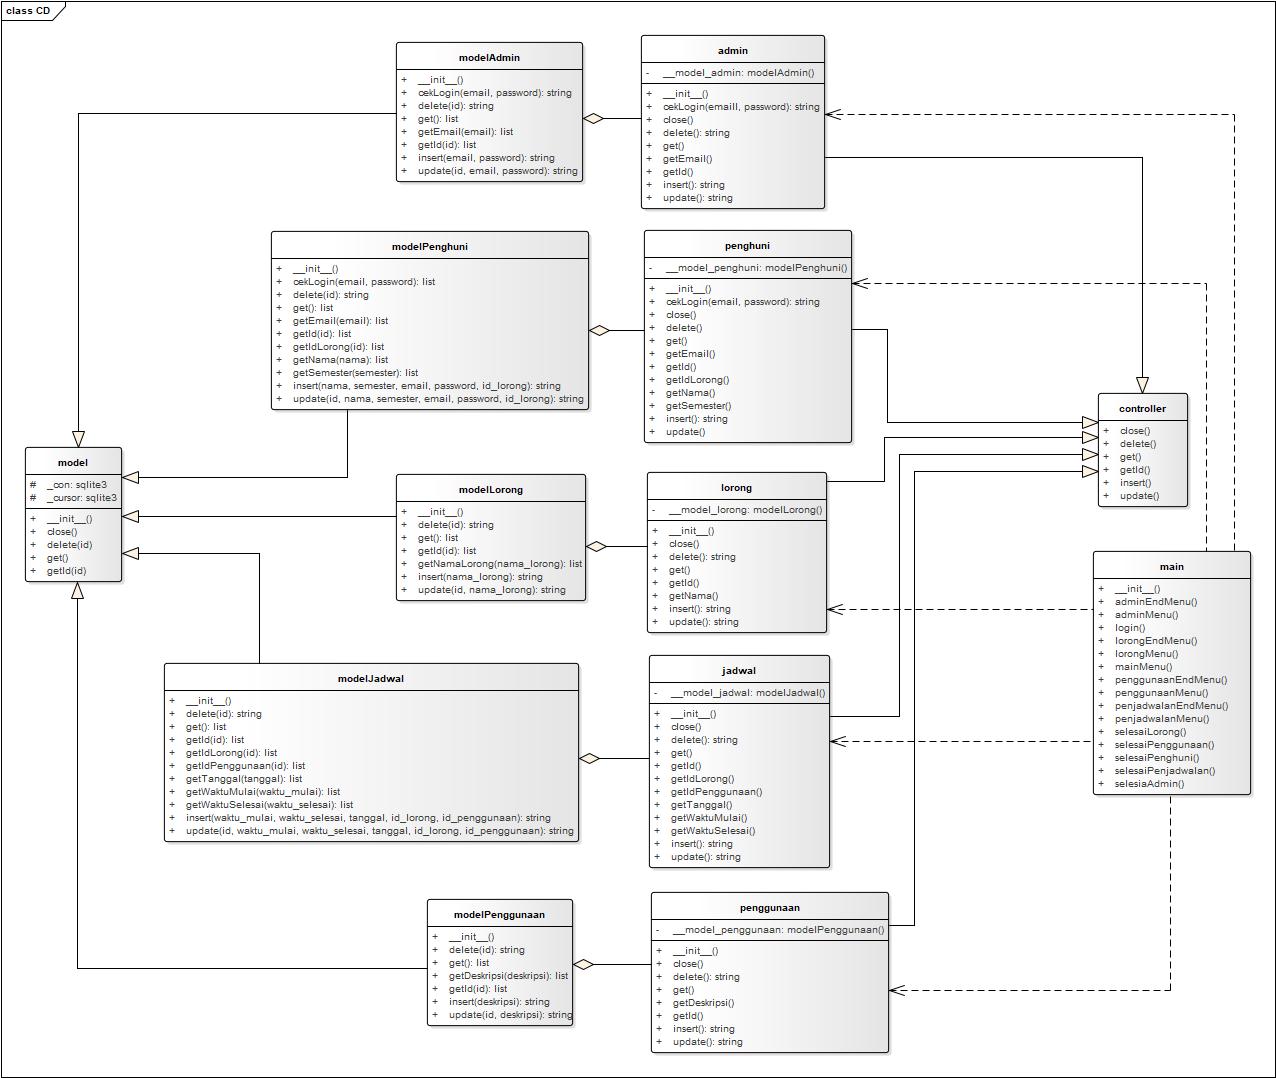 class CD
modelAdmin
+ __init__()
+ cekLogin(email, password): string
+ delete(id): string
+ get(): list
+ getEmail(email): list
+ getId(id): list
+ insert(email, password): string
+ update(id, email, password): string
admin
- __model_admin: modelAdmin()
+ __init__()
+ cekLogin(emaill, password): string
+ close()
+ delete(): string
+ get()
+ getEmail()
+ getId()
+ insert(): string
+ update(): string
modelPenghuni
+ __init__()
+ cekLogin(email, password): list
+ delete(id): string
+ get(): list
+ getEmail(email): list
+ getId(id): list
+ getIdLorong(id): list
+ getNama(nama): list
+ getSemester(semester): list
+ insert(nama, semester, email, password, id_lorong): string
+ update(id, nama, semester, email, password, id_lorong): string
penghuni
- __model_penghuni: modelPenghuni()
+ __init__()
+ cekLogin(email, password): string
+ close()
+ delete()
+ get()
+ getEmail()
+ getId()
+ getIdLorong()
+ getNama()
+ getSemester()
+ insert(): string
+ update()
controller
+ close()
+ delete()
+ get()
+ getId()
+ insert()
+ update()
model
# _con: sqlite3
# _cursor: sqlite3
+ __init__()
+ close()
+ delete(id)
+ get()
+ getId(id)
modelLorong
+ __init__()
+ delete(id): string
+ get(): list
+ getId(id): list
+ getNamaLorong(nama_lorong): list
+ insert(nama_lorong): string
+ update(id, nama_lorong): string
lorong
- __model_lorong: modelLorong()
+ __init__()
+ close()
+ delete(): string
+ get()
+ getId()
+ getNama()
+ insert(): string
+ update(): string
main
+ __init__()
+ adminEndMenu()
+ adminMenu()
+ login()
+ lorongEndMenu()
+ lorongMenu()
+ mainMenu()
+ penggunaanEndMenu()
+ penggunaanMenu()
+ penjadwalanEndMenu()
+ penjadwalanMenu()
+ selesaiLorong()
+ selesaiPenggunaan()
+ selesaiPenghuni()
+ selesaiPenjadwalan()
+ selesiaAdmin()
modelJadwal
+ __init__()
+ delete(id): string
+ get(): list
+ getId(id): list
+ getIdLorong(id): list
+ getIdPenggunaan(id): list
+ getTanggal(tanggal): list
+ getWaktuMulai(waktu_mulai): list
+ getWaktuSelesai(waktu_selesai): list
+ insert(waktu_mulai, waktu_selesai, tanggal, id_lorong, id_penggunaan): string
+ update(id, waktu_mulai, waktu_selesai, tanggal, id_lorong, id_penggunaan): string
jadwal
- __model_jadwal: modelJadwal()
+ __init__()
+ close()
+ delete(): string
+ get()
+ getId()
+ getIdLorong()
+ getIdPenggunaan()
+ getTanggal()
+ getWaktuMulai()
+ getWaktuSelesai()
+ insert(): string
+ update(): string
modelPenggunaan
+ __init__()
+ delete(id): string
+ get(): list
+ getDeskripsi(deskripsi): list
+ getId(id): list
+ insert(deskripsi): string
+ update(id, deskripsi): string
penggunaan
- __model_penggunaan: modelPenggunaan()
+ __init__()
+ close()
+ delete(): string
+ get()
+ getDeskripsi()
+ getId()
+ insert(): string
+ update(): string